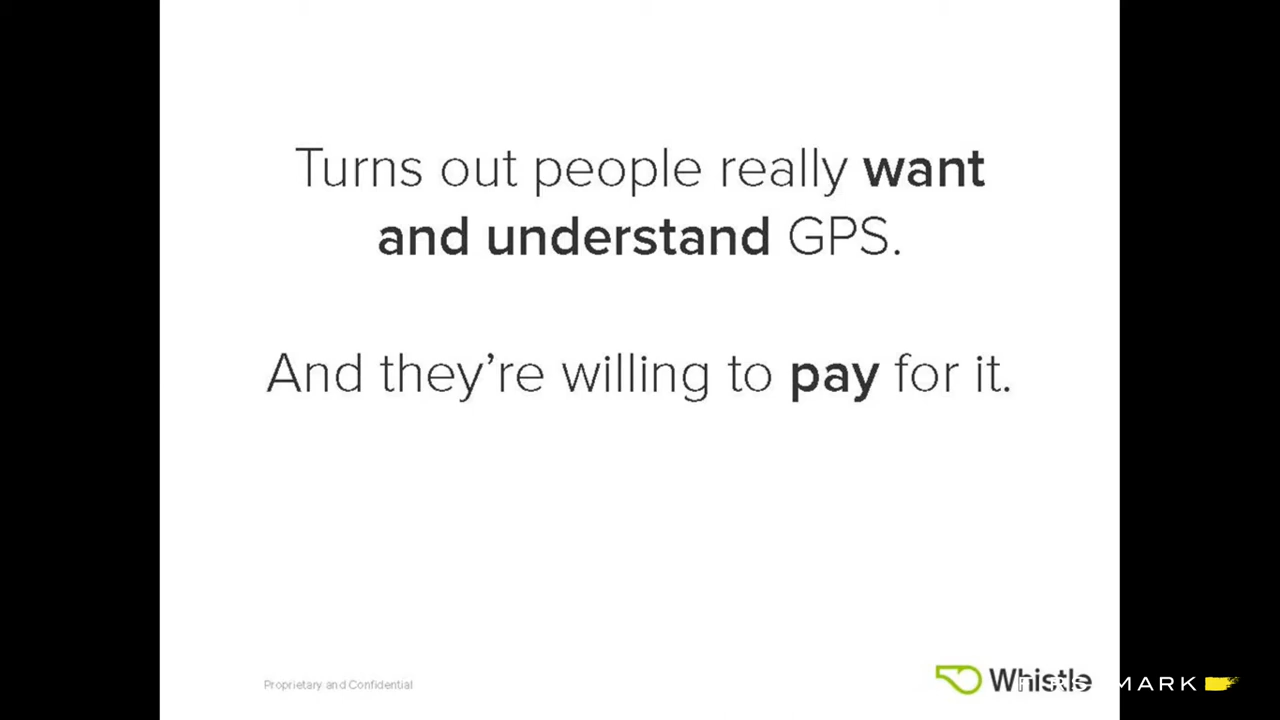 Turns out people really want
and understand GPS.
And they’re willing to pay for it.
Proprietary and Confidential
Whistle
MARK